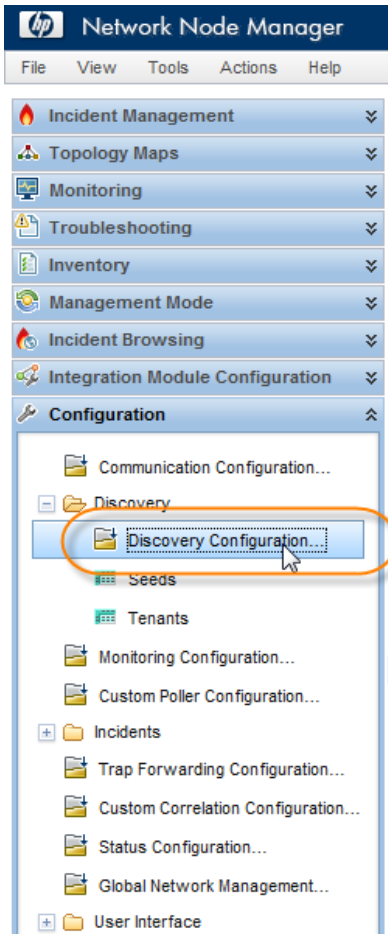 hp Network Node Manager
File View Tools Actions Help
Incident Management
Topology Maps
Monitoring
Troubleshooting
Inventory
Management Mode
Incident Browsing
Integration Module Configuration
Configuration
Communication Configuration...
Discovery
Discovery Configuration...
Seeds
Tenants
Monitoring Configuration...
Custom Poller Configuration...
Incidents
Trap Forwarding Configuration...
Custom Correlation Configuration...
Status Configuration...
Global Network Management...
User Interface